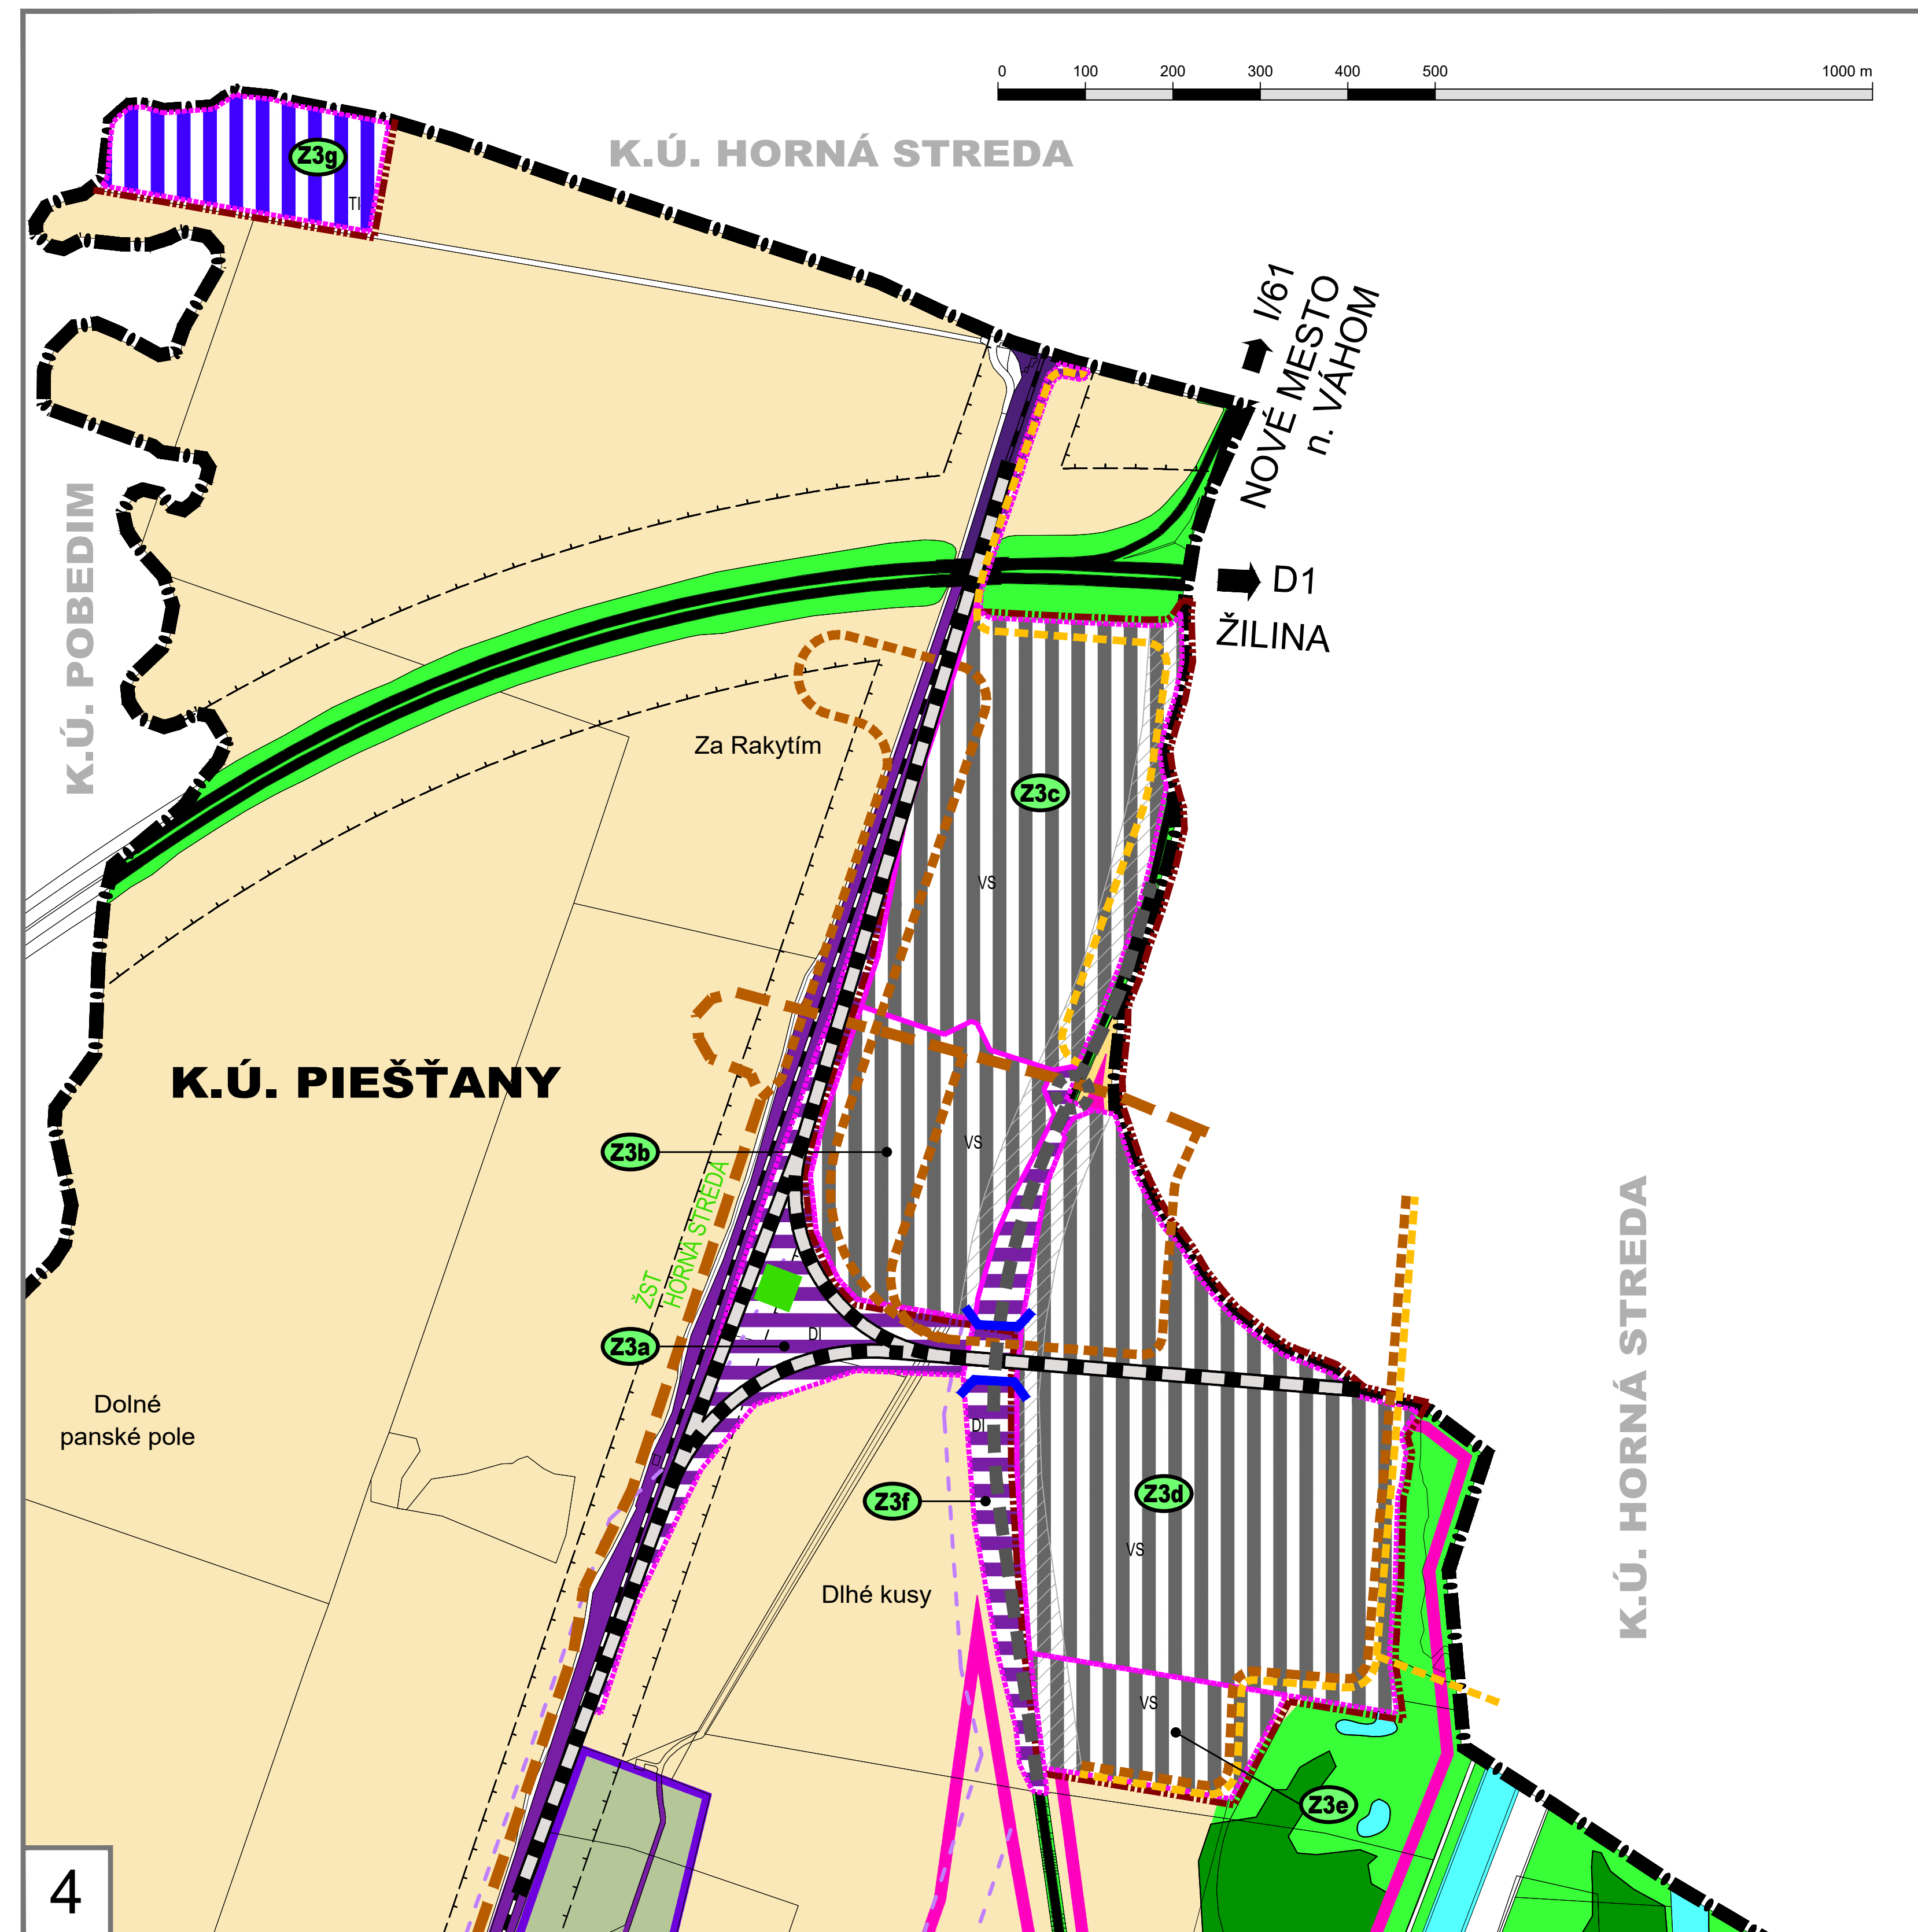 0 100 200 300 400 500 1000 m
K.Ú. HORNÁ STREDA
Z3g
TI
I/61
NOVÉ MESTO
n. VÁHOM
K.Ú. POBEDIM
D1
ŽILINA
Za Rakytím
Z3c
VS
K.Ú. PIEŠŤANY
Z3b
VS
ŽST
HORNÁ STREDA
K.Ú. HORNÁ STREDA
Z3a
DI
Dolné
panské pole
DI
Z3f
Z3d
VS
Dlhé kusy
VS
Z3e
4